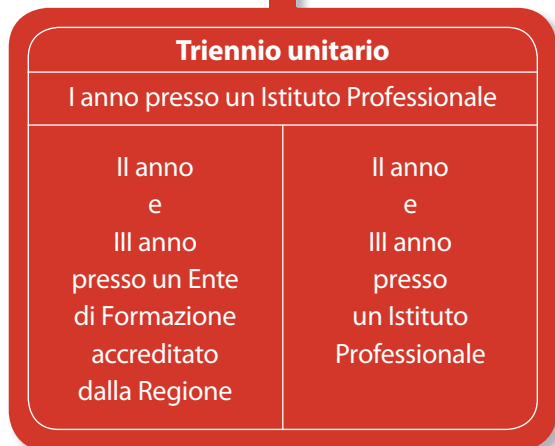 Triennio unitario
I anno presso un Istituto Professionale
II anno
e
III anno
presso un Ente
di Formazione
accreditato
dalla Regione
II anno
e
III anno
presso
un Istituto
Professionale